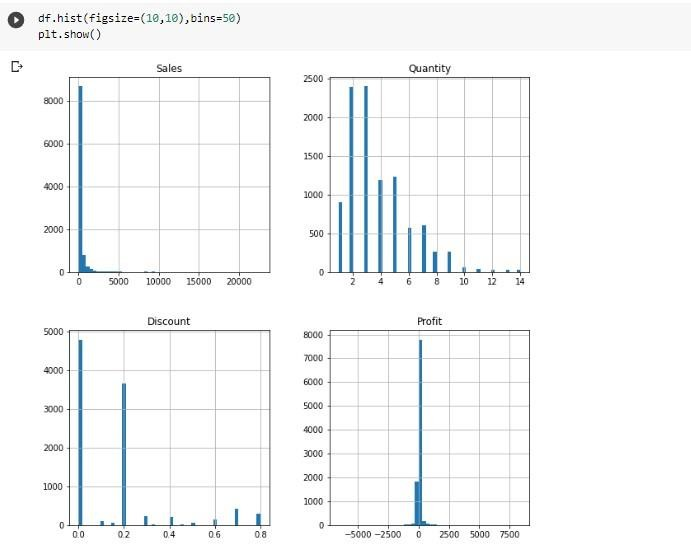 df.hist(figsize=(10,10),bins=50)
plt.show()
Sales
8000
6000
4000
2000
0
0 5000 10000 15000 20000
Quantity
2500
2000
1500
1000
500
0
2 4 6 8 10 12 14
Discount
5000
4000
3000
2000
1000
0
0.0 0.2 0.4 0.6 0.8
Profit
8000
7000
6000
5000
4000
3000
2000
1000
0
−5000 −2500 0 2500 5000 7500